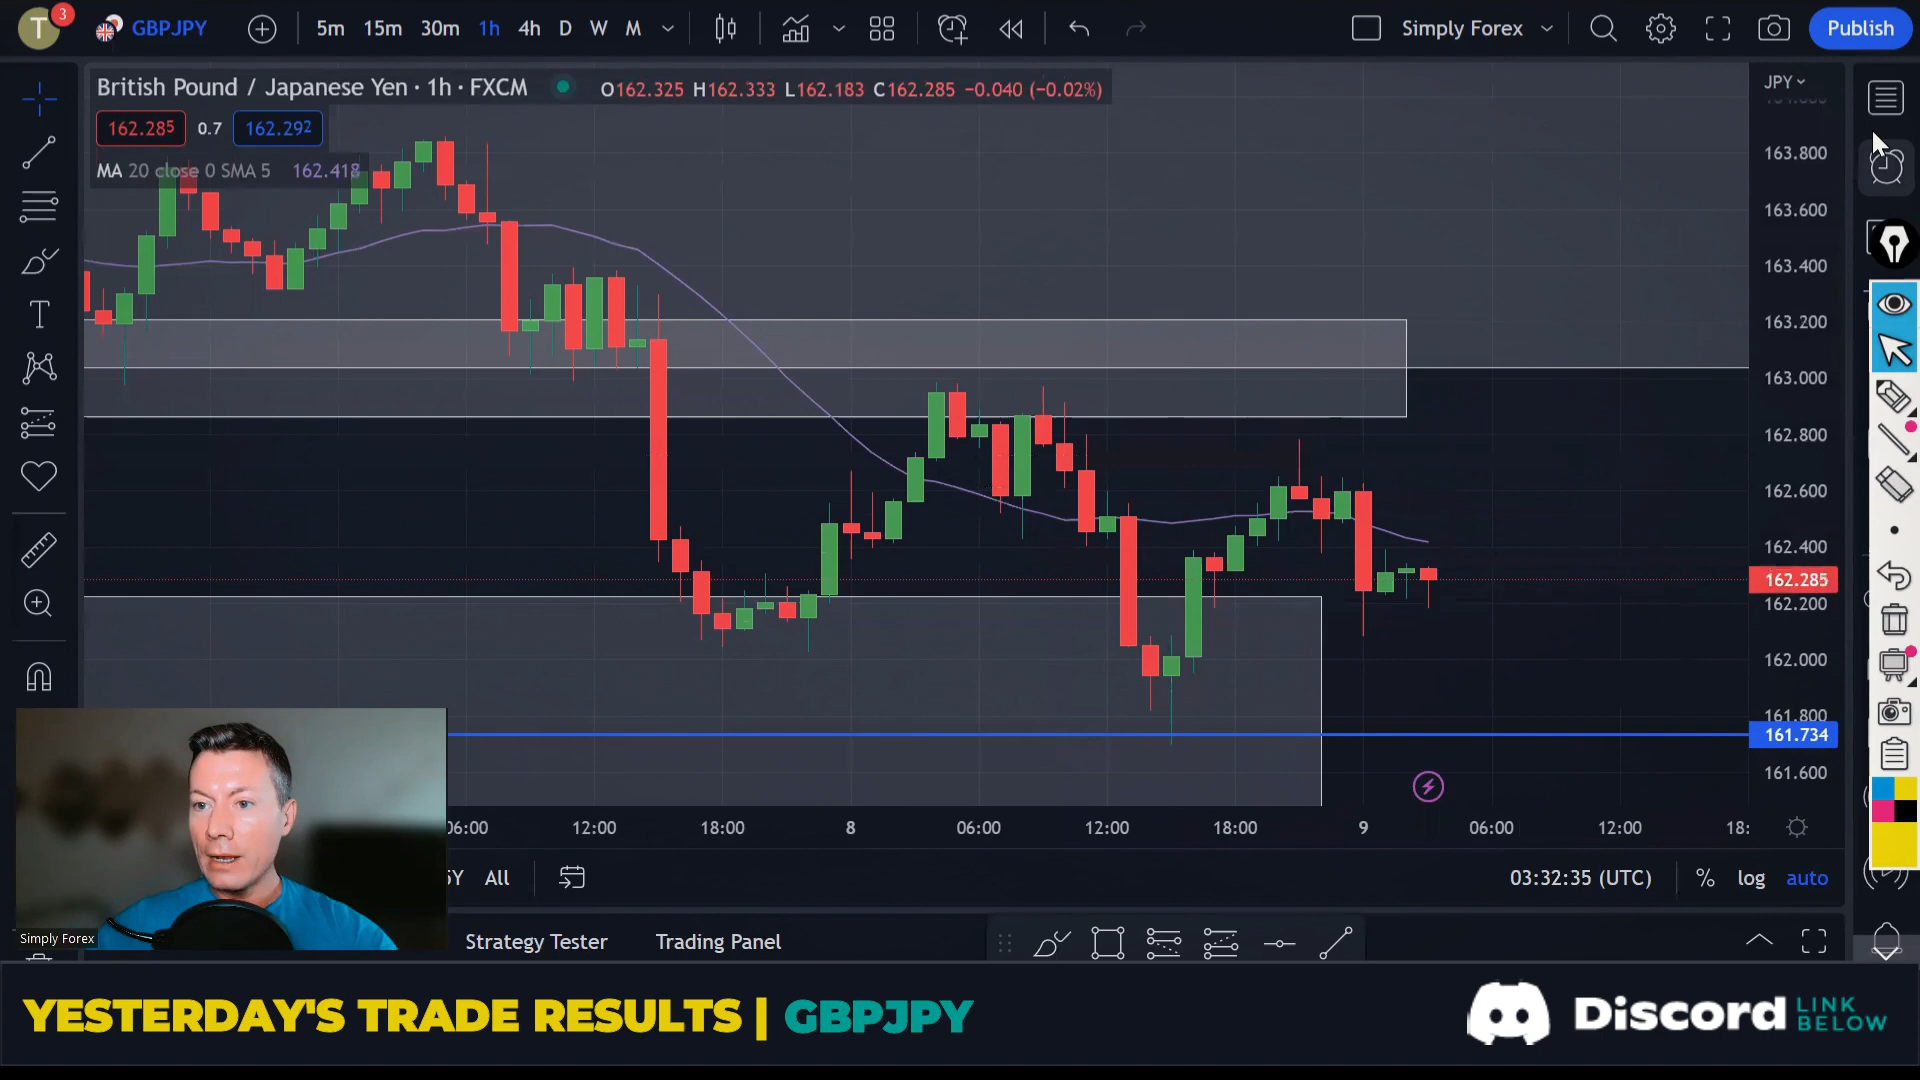 T
3
GBPJPY
5m 15m 30m 1h 4h D W M
Simply Forex
Publish
British Pound / Japanese Yen · 1h · FXCM
O162.325 H162.333 L162.183 C162.285 −0.040 (−0.02%)
JPY
162.285
0.7
162.292
MA 20 close 0 SMA 5 162.418
163.800
163.600
163.400
163.200
163.000
162.800
162.600
162.400
162.285
162.200
162.000
161.800
161.734
161.600
06:00 12:00 18:00 8 06:00 12:00 18:00 9 06:00 12:00 18:
5Y All
03:32:35 (UTC)
% log auto
Simply Forex
Strategy Tester
Trading Panel
YESTERDAY'S TRADE RESULTS | GBPJPY
Discord LINK BELOW